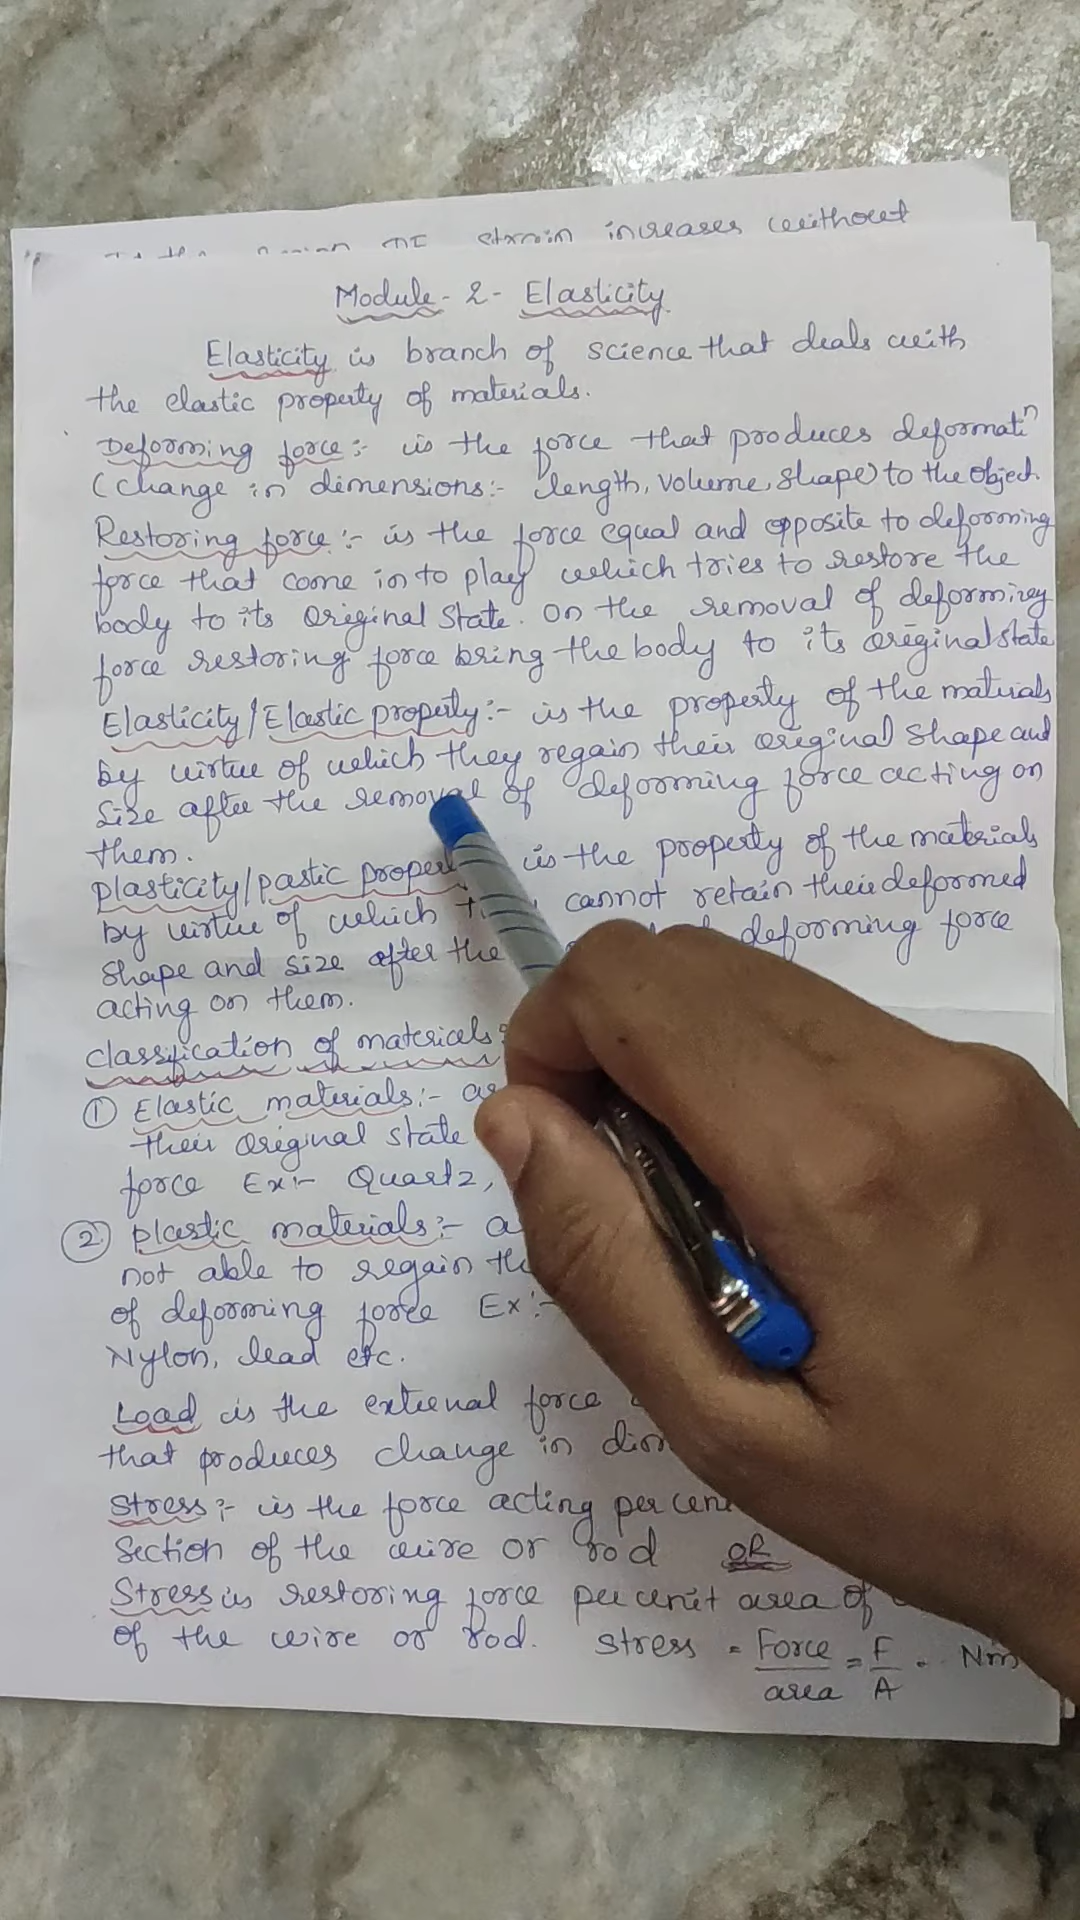 strain increases without
Module-2-Elasticity
Elasticity is branch of science that deals with
the elastic property of materials.
Deforming force:- is the force that produces deformatiⁿ
(change in dimensions:- length, volume, shape) to the object.
Restoring force:- is the force equal and opposite to deforming
force that come in to play which tries to restore the
body to its original state. On the removal of deforming
force restoring force bring the body to its original state
Elasticity/Elastic property:- is the property of the materials
by virtue of which they regain their original shape and
size after the removal of deforming force acting on
them.
plasticity/pastic proper is the property of the materials
by virtue of which cannot retain their deformed
shape and size after the deforming force
acting on them.
classification of materials:
① Elastic materials:-
their original state
force Ex:- Quartz,
② plastic materials:-
not able to regain
of deforming force Ex:-
Nylon, lead etc.
Load is the external force
that produces change in
Stress:- is the force acting per
section of the wire or rod OR
Stress is restoring force per unit area of
of the wire or rod. Stress = Force/area = F/A . Nm